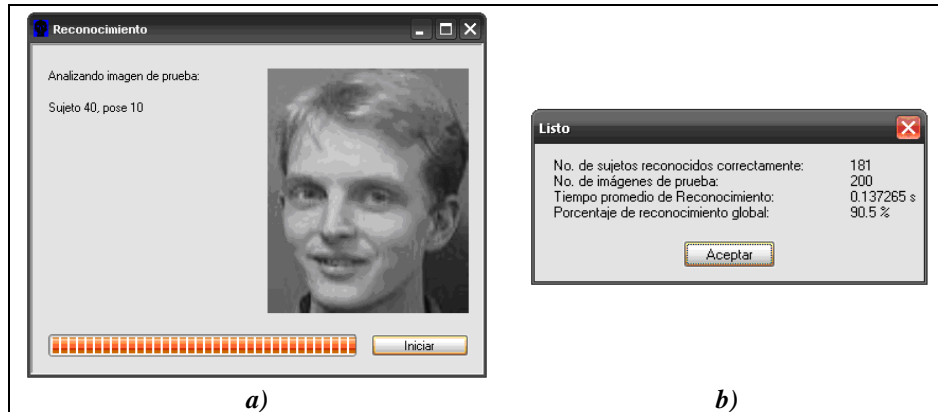 Reconocimiento
Analizando imagen de prueba:
Sujeto 40, pose 10
Iniciar
a)
Listo
No. de sujetos reconocidos correctamente: 181
No. de imágenes de prueba: 200
Tiempo promedio de Reconocimiento: 0.137265 s
Porcentaje de reconocimiento global: 90.5 %
Aceptar
b)